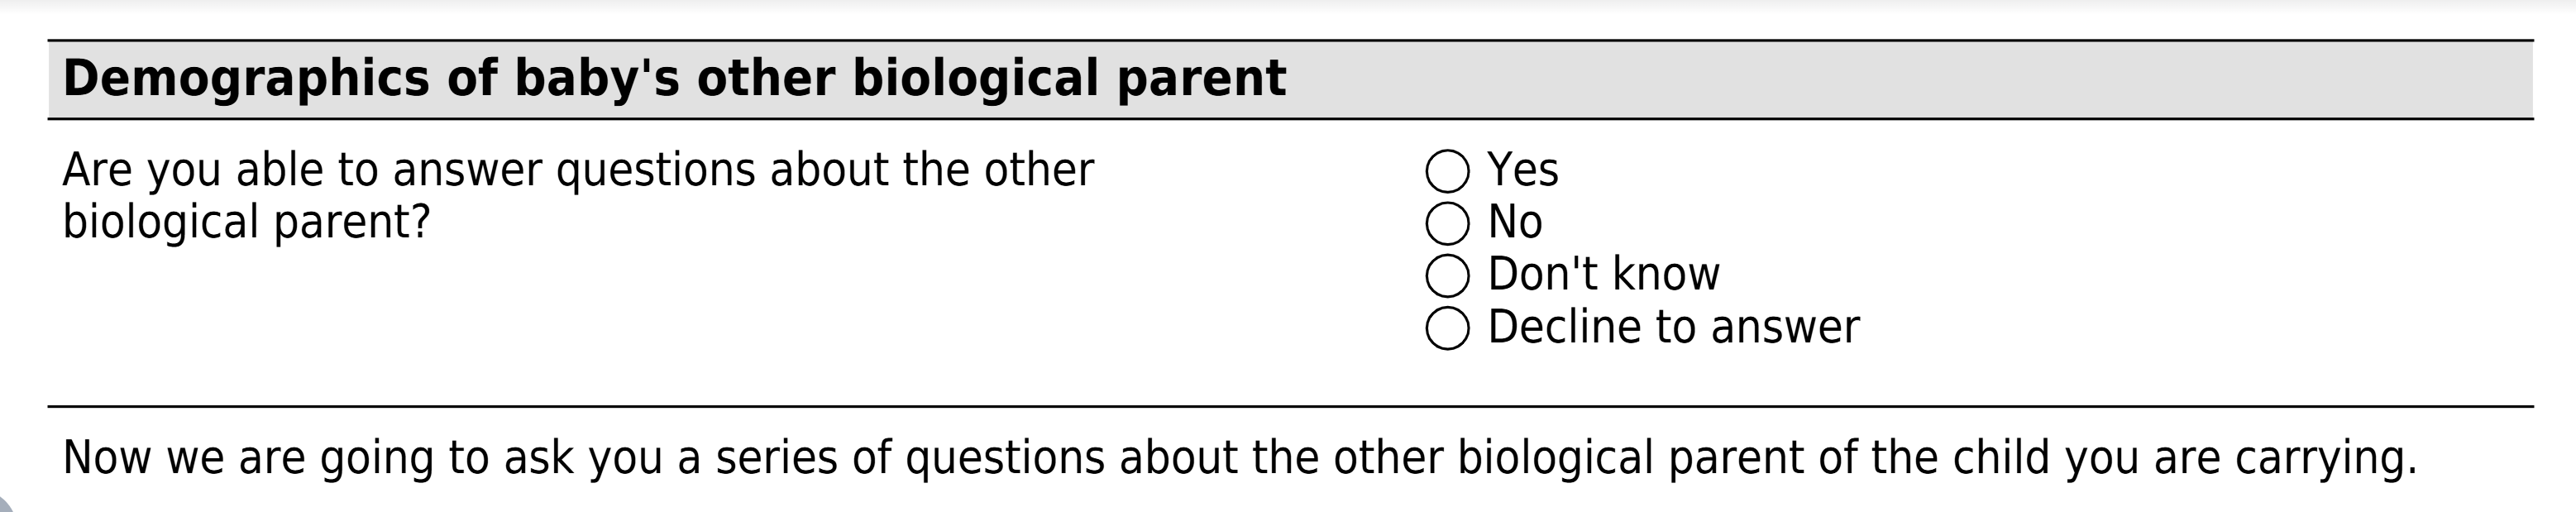 Demographics of baby's other biological parent
Are you able to answer questions about the other
biological parent?
Yes
No
Don't know
Decline to answer
Now we are going to ask you a series of questions about the other biological parent of the child you are carrying.